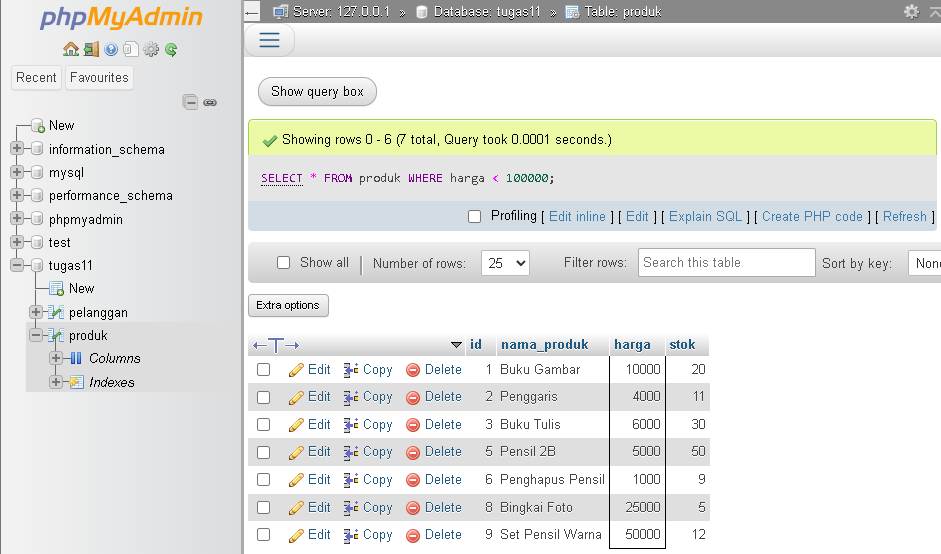 phpMyAdmin
Recent Favourites
New
information_schema
mysql
performance_schema
phpmyadmin
test
tugas11
New
pelanggan
produk
Columns
Indexes
Server: 127.0.0.1 » Database: tugas11 » Table: produk
Show query box
Showing rows 0 - 6 (7 total, Query took 0.0001 seconds.)
SELECT * FROM produk WHERE harga < 100000;
Profiling [ Edit inline ] [ Edit ] [ Explain SQL ] [ Create PHP code ] [ Refresh ]
Show all | Number of rows: 25 Filter rows: Search this table Sort by key: None
Extra options
←T→ id nama_produk harga stok
Edit Copy Delete 1 Buku Gambar 10000 20
Edit Copy Delete 2 Penggaris 4000 11
Edit Copy Delete 3 Buku Tulis 6000 30
Edit Copy Delete 5 Pensil 2B 5000 50
Edit Copy Delete 6 Penghapus Pensil 1000 9
Edit Copy Delete 8 Bingkai Foto 25000 5
Edit Copy Delete 9 Set Pensil Warna 50000 12